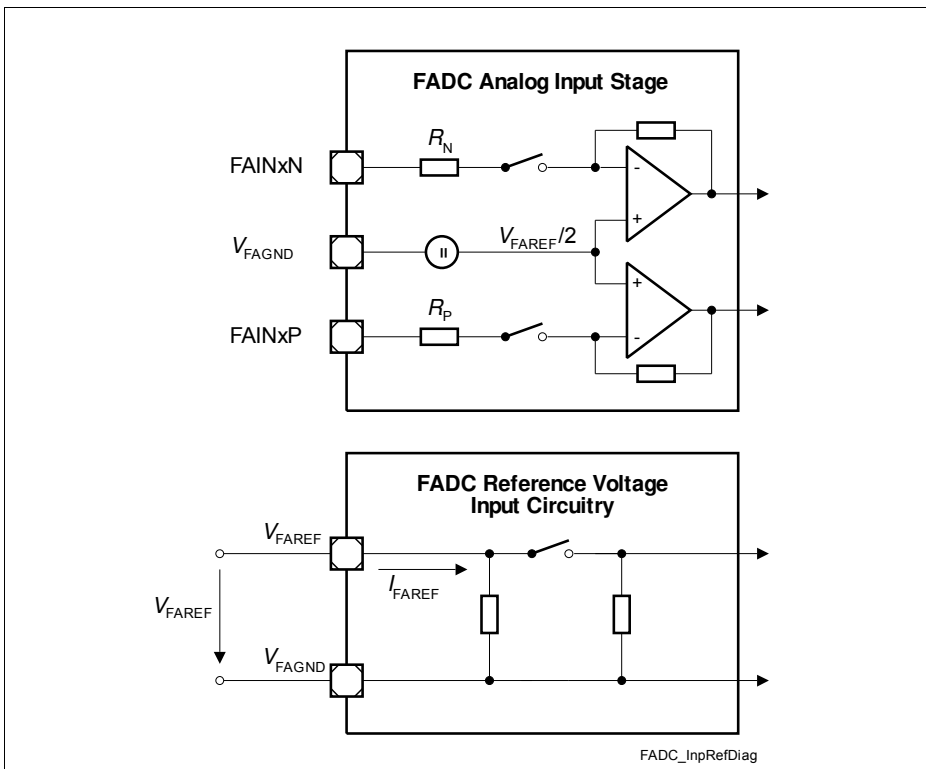 FADC Analog Input Stage
RN
FAINxN
-
+
VFAGND
=
VFAREF/2
+
RP
FAINxP
-
FADC Reference Voltage
Input Circuitry
VFAREF
IFAREF
VFAREF
VFAGND
FADC_InpRefDiag